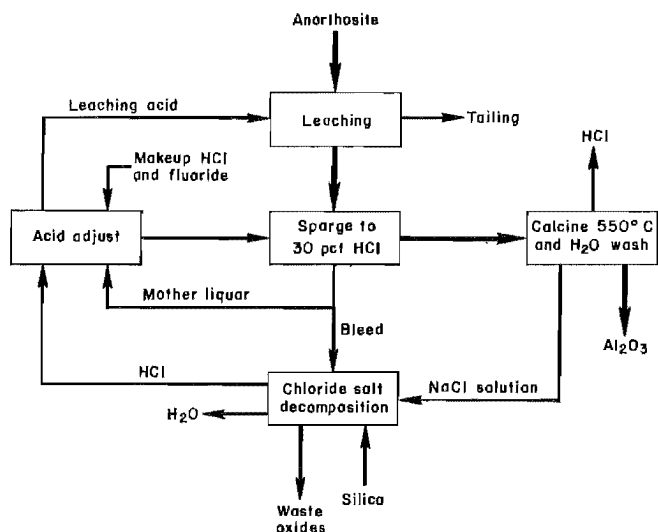 Anorthosite
Leaching acid
Leaching
Tailing
HCl
Makeup HCl
and fluoride
Acid adjust
Sparge to
30 pct HCl
Calcine 550° C
and H₂O wash
Mother liquar
Bleed
Al₂O₃
HCl
Chloride salt
decomposition
NaCl solution
H₂O
Waste
oxides
Silica